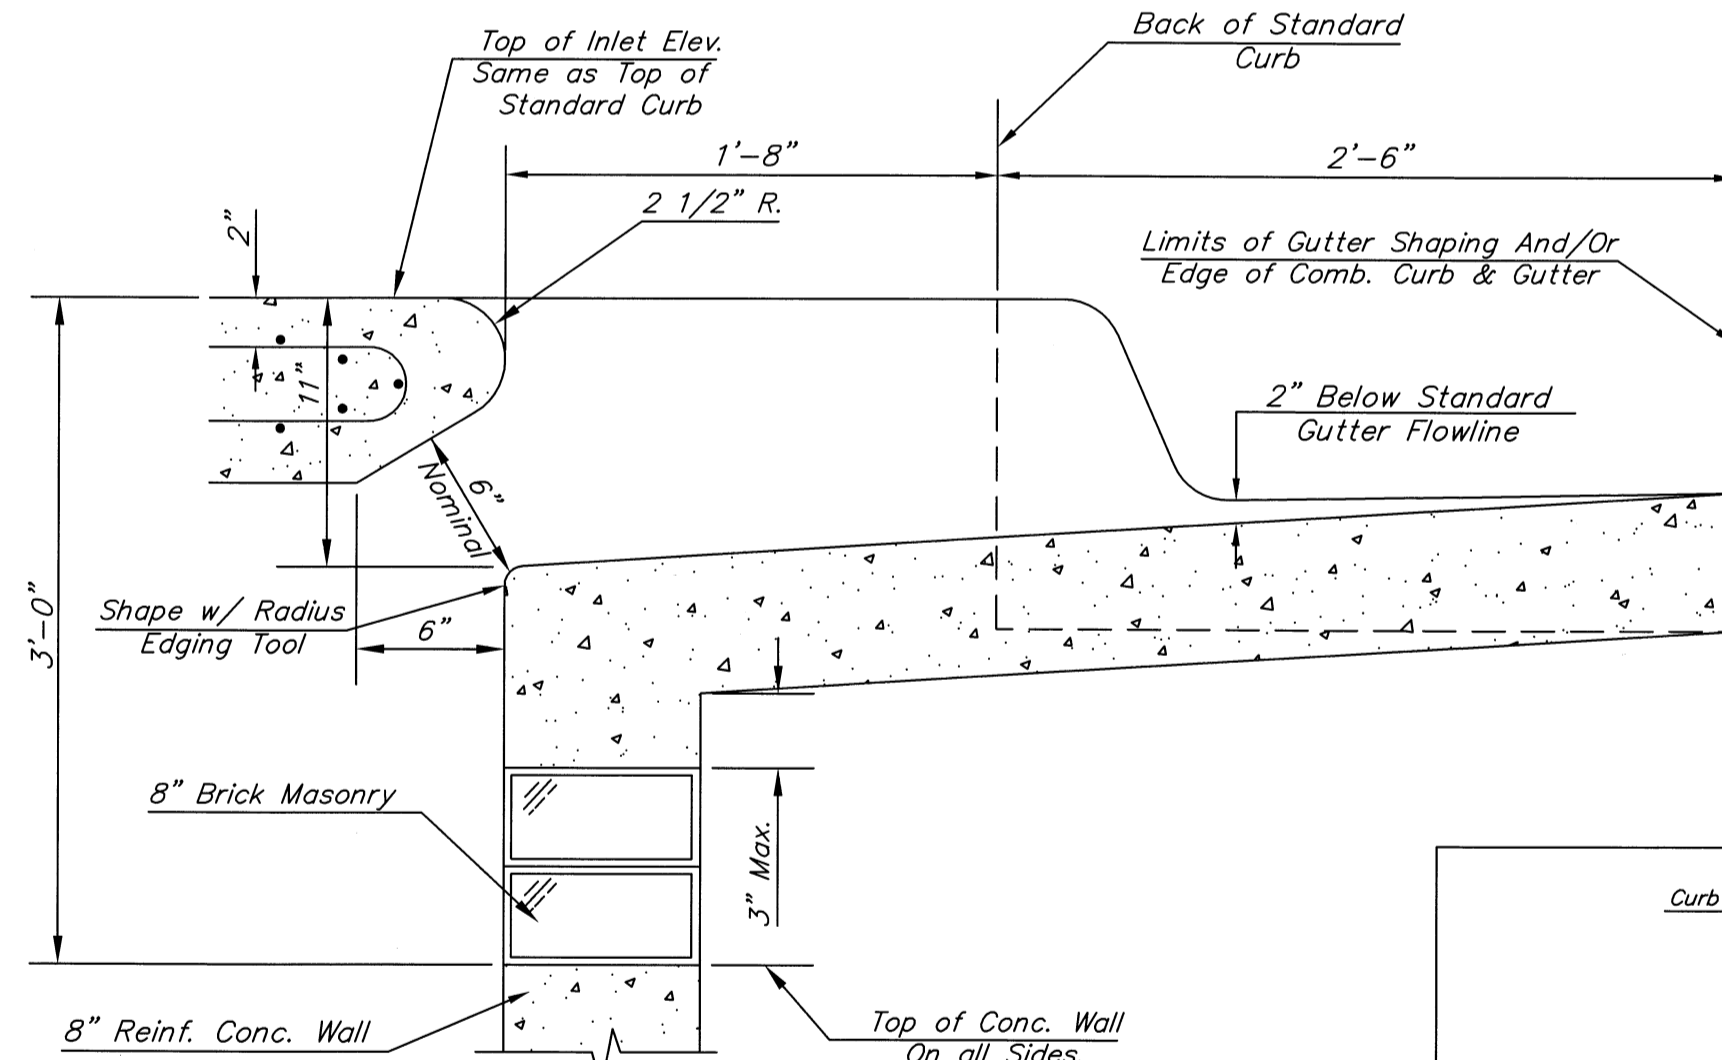 Back of Standard
Curb
Top of Inlet Elev.
Same as Top of
Standard Curb
1'-8"
2'-6"
2 1/2" R.
2"
Limits of Gutter Shaping And/Or
Edge of Comb. Curb & Gutter
11"
2" Below Standard
Gutter Flowline
6"
Nominal
3'-0"
Shape w/ Radius
Edging Tool
6"
8" Brick Masonry
3" Max.
Curb
8" Reinf. Conc. Wall
Top of Conc. Wall
On all Sides